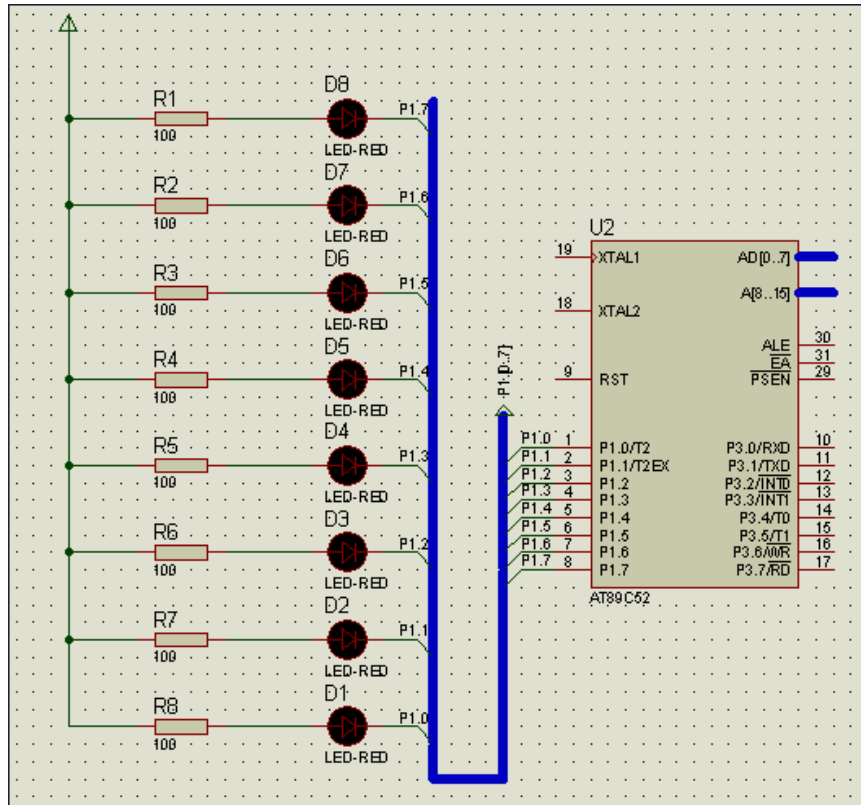 R1
100
D8
LED-RED
P1.7
R2
100
D7
LED-RED
P1.6
R3
100
D6
LED-RED
P1.5
R4
100
D5
LED-RED
P1.4
R5
100
D4
LED-RED
P1.3
R6
100
D3
LED-RED
P1.2
R7
100
D2
LED-RED
P1.1
R8
100
D1
LED-RED
P1.0
P1.[0..7]
U2
19 XTAL1
18 XTAL2
9 RST
P1.0 1 P1.0/T2
P1.1 2 P1.1/T2EX
P1.2 3 P1.2
P1.3 4 P1.3
P1.4 5 P1.4
P1.5 6 P1.5
P1.6 7 P1.6
P1.7 8 P1.7
AD[0..7]
A[8..15]
ALE 30
EA 31
PSEN 29
P3.0/RXD 10
P3.1/TXD 11
P3.2/INT0 12
P3.3/INT1 13
P3.4/T0 14
P3.5/T1 15
P3.6/WR 16
P3.7/RD 17
AT89C52